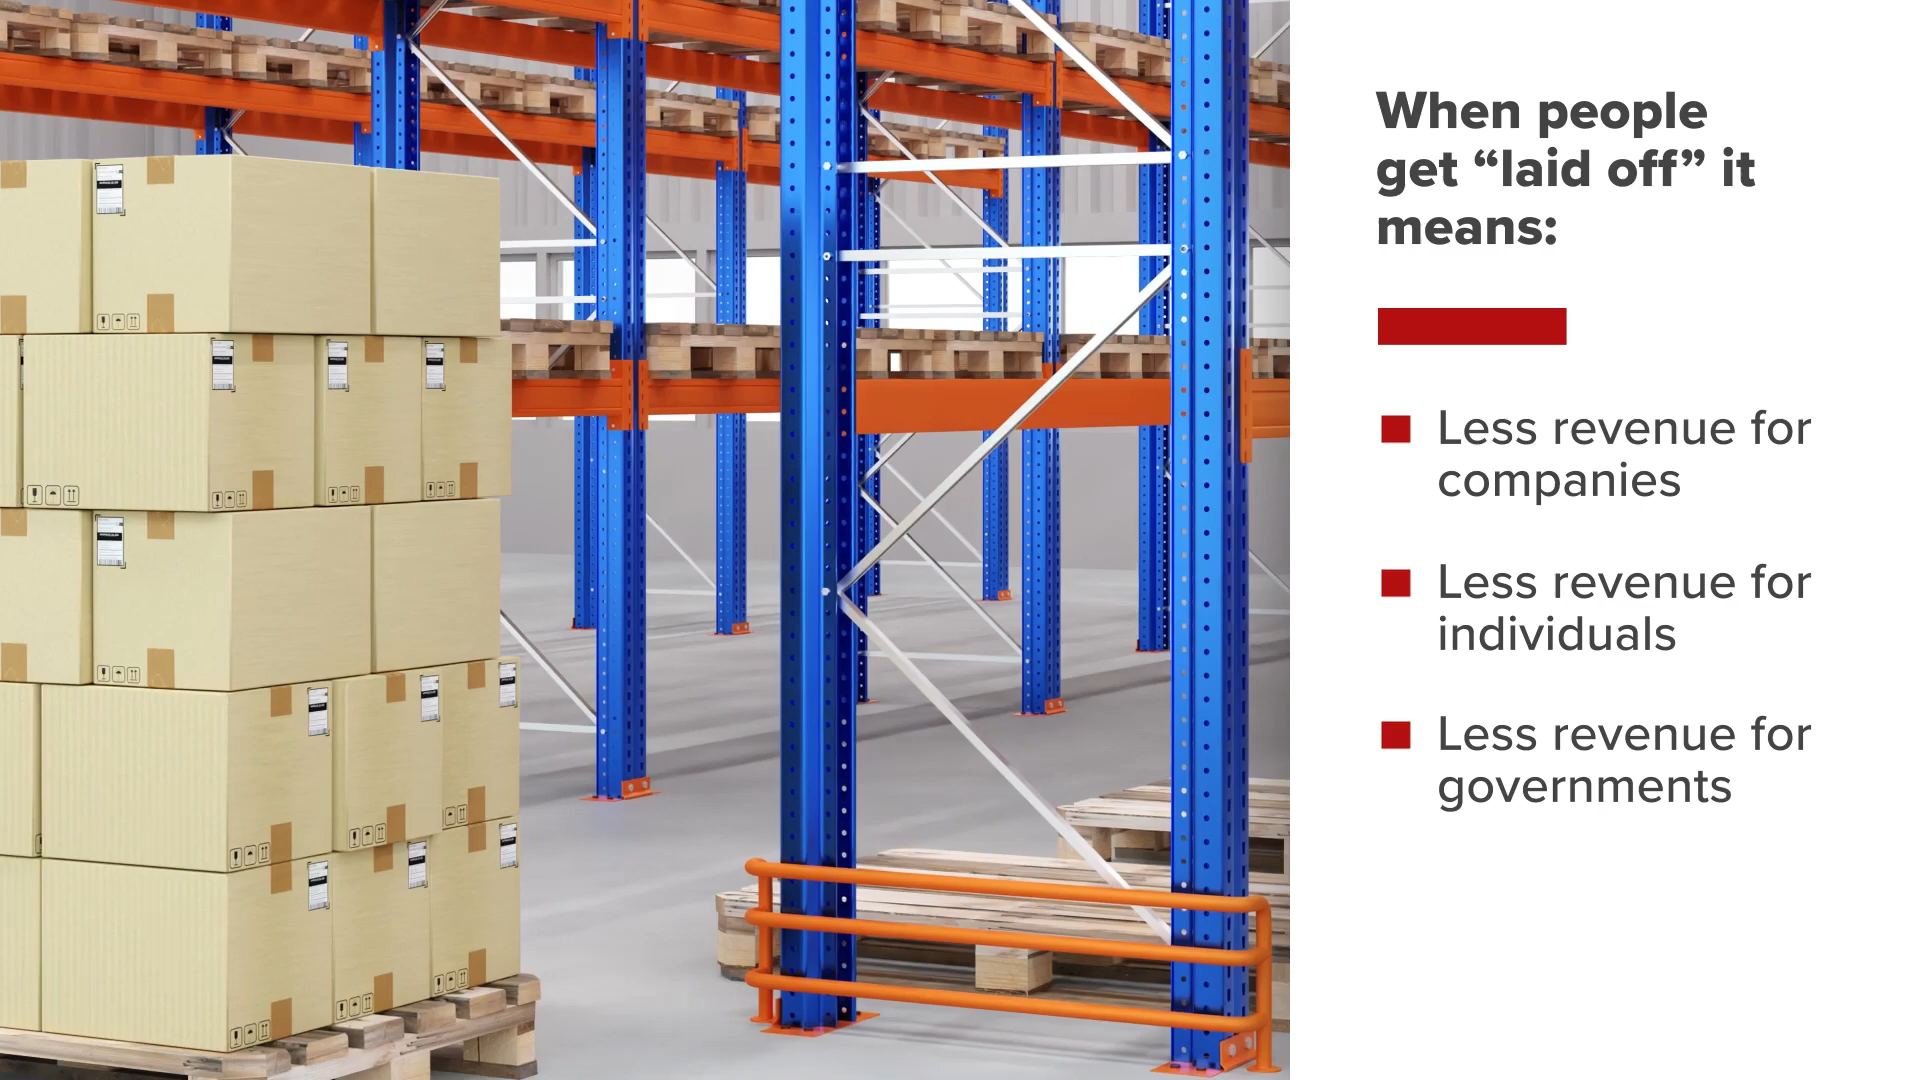 When people
get “laid off” it
means:
Less revenue for
companies
Less revenue for
individuals
Less revenue for
governments